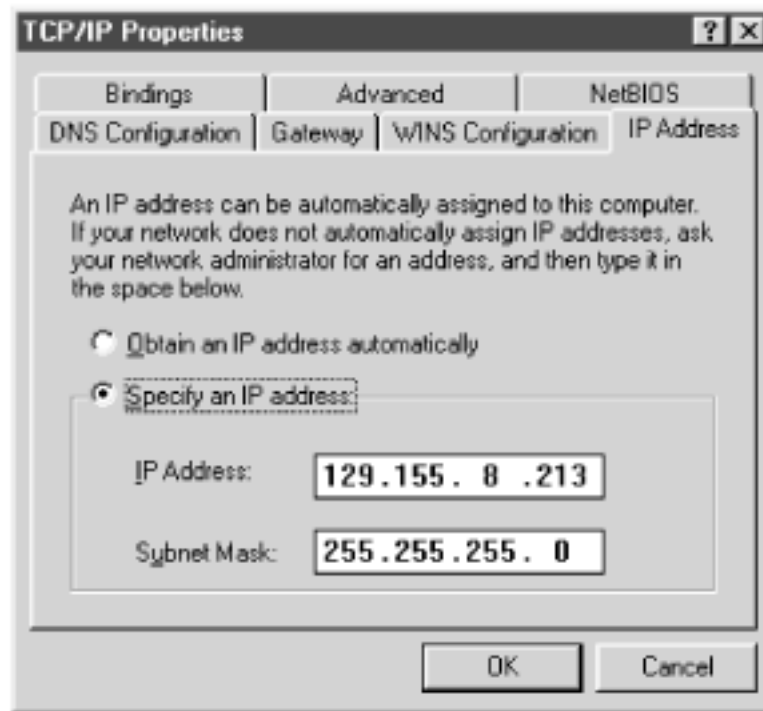 TCP/IP Properties ? X
Bindings Advanced NetBIOS
DNS Configuration Gateway WINS Configuration IP Address
An IP address can be automatically assigned to this computer.
If your network does not automatically assign IP addresses, ask
your network administrator for an address, and then type it in
the space below.
Obtain an IP address automatically
Specify an IP address:
IP Address: 129.155. 8 .213
Subnet Mask: 255.255.255. 0
OK Cancel